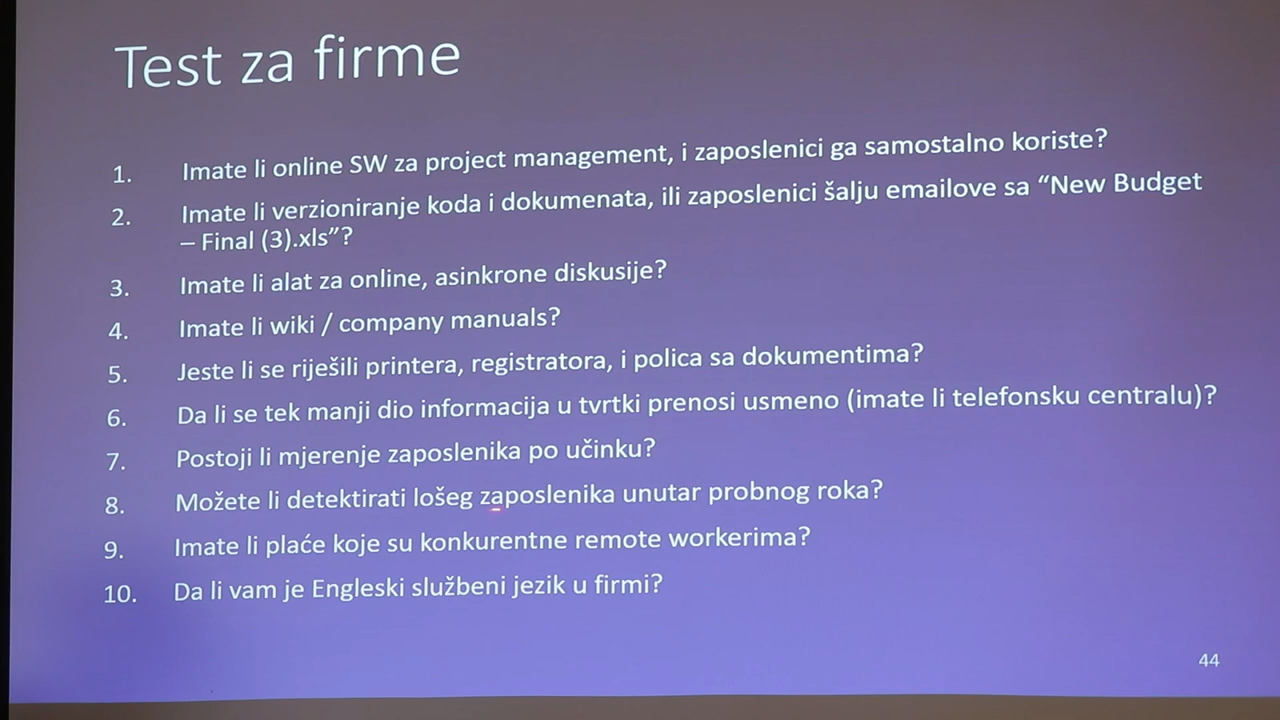 Test za firme
1. Imate li online SW za project management, i zaposlenici ga samostalno koriste?
2. Imate li verzioniranje koda i dokumenata, ili zaposlenici šalju emailove sa “New Budget
– Final (3).xls”?
3. Imate li alat za online, asinkrone diskusije?
4. Imate li wiki / company manuals?
5. Jeste li se riješili printera, registratora, i polica sa dokumentima?
6. Da li se tek manji dio informacija u tvrtki prenosi usmeno (imate li telefonsku centralu)?
7. Postoji li mjerenje zaposlenika po učinku?
8. Možete li detektirati lošeg zaposlenika unutar probnog roka?
9. Imate li plaće koje su konkurentne remote workerima?
10. Da li vam je Engleski službeni jezik u firmi?
44